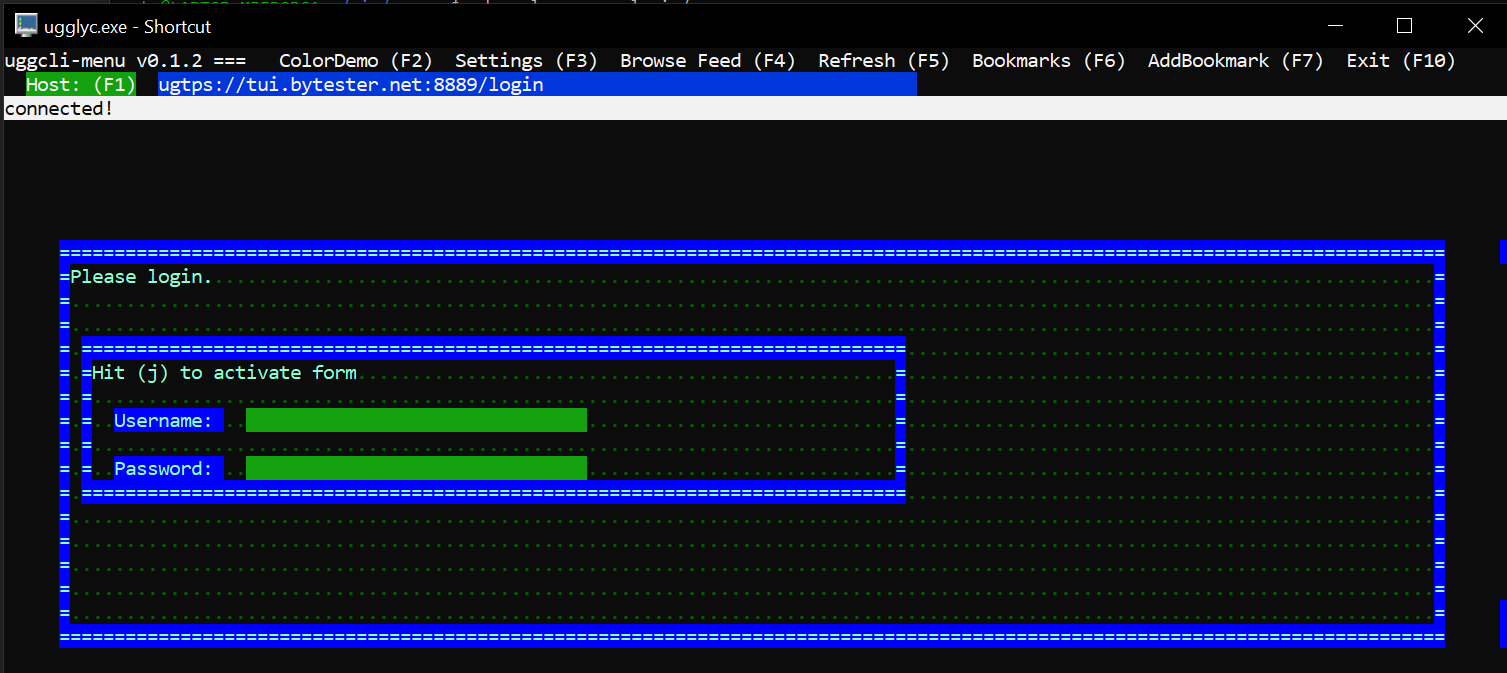 ugglyc.exe - Shortcut
uggcli-menu v0.1.2 ===   ColorDemo (F2)  Settings (F3)  Browse Feed (F4)  Refresh (F5)  Bookmarks (F6)  AddBookmark (F7)  Exit (F10)
Host: (F1)  ugtps://tui.bytester.net:8889/login
connected!
Please login.
Hit (j) to activate form
Username:
Password: